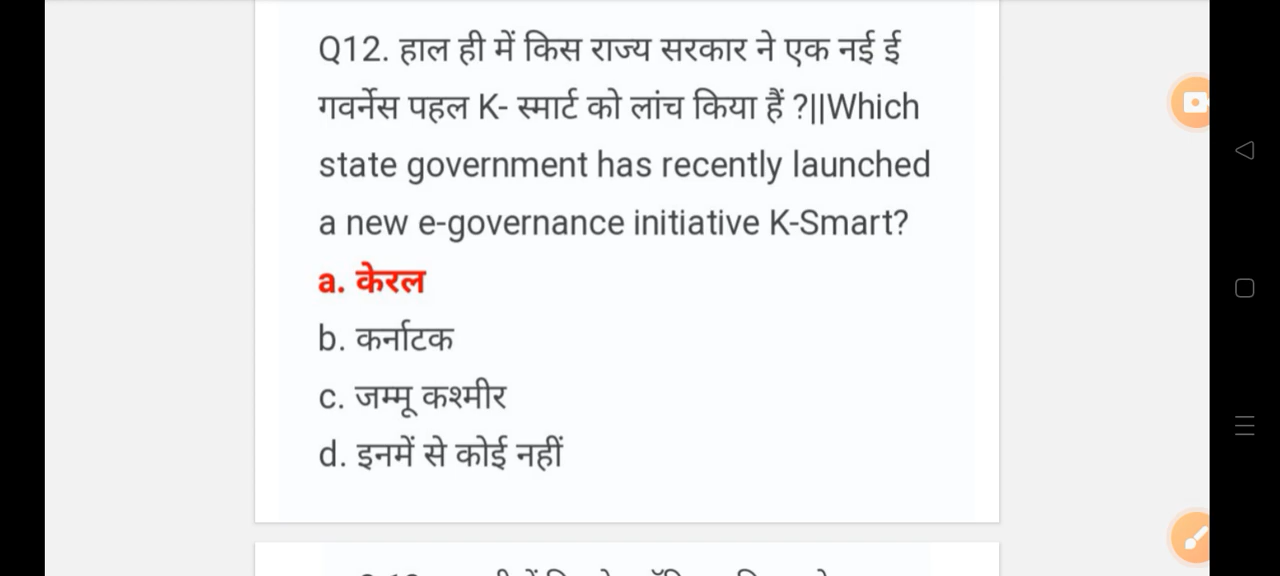 Q12. हाल ही में किस राज्य सरकार ने एक नई ई
गवर्नेस पहल K- स्मार्ट को लांच किया हैं ?||Which
state government has recently launched
a new e-governance initiative K-Smart?
a. केरल
b. कर्नाटक
c. जम्मू कश्मीर
d. इनमें से कोई नहीं